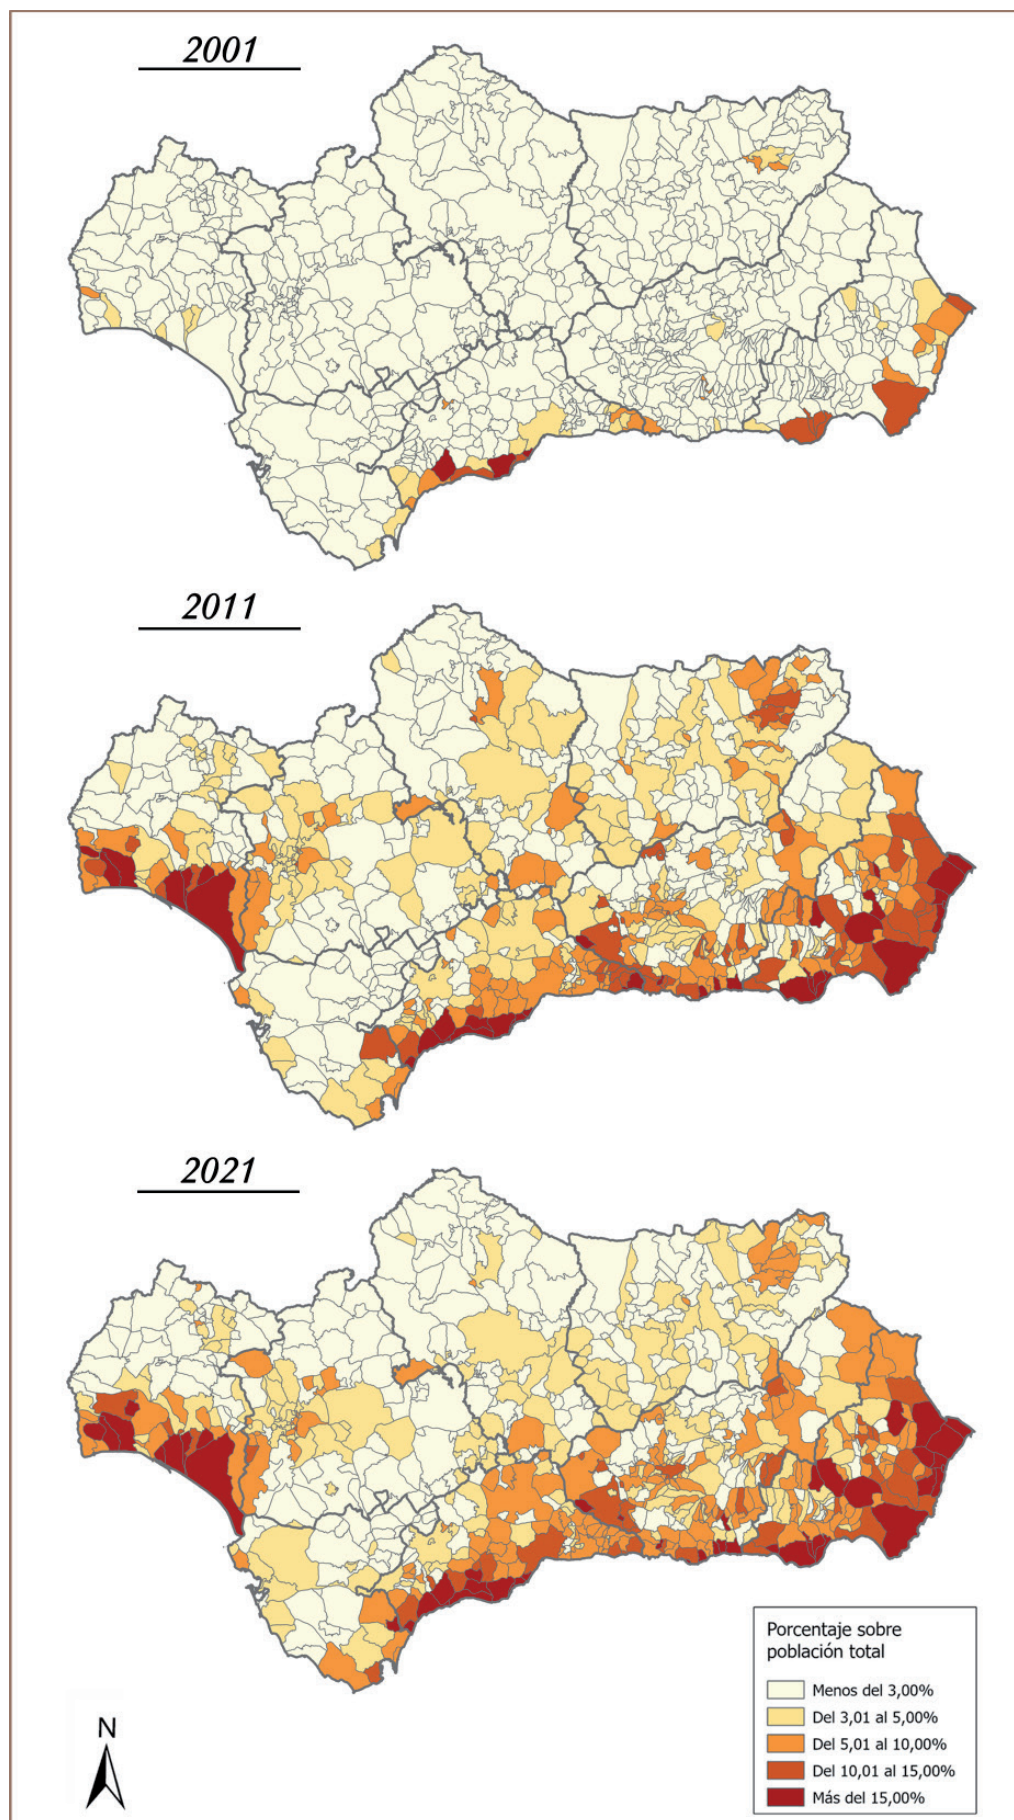 2001
2011
2021
Porcentaje sobre
población total
Menos del 3,00%
Del 3,01 al 5,00%
Del 5,01 al 10,00%
Del 10,01 al 15,00%
Más del 15,00%
N